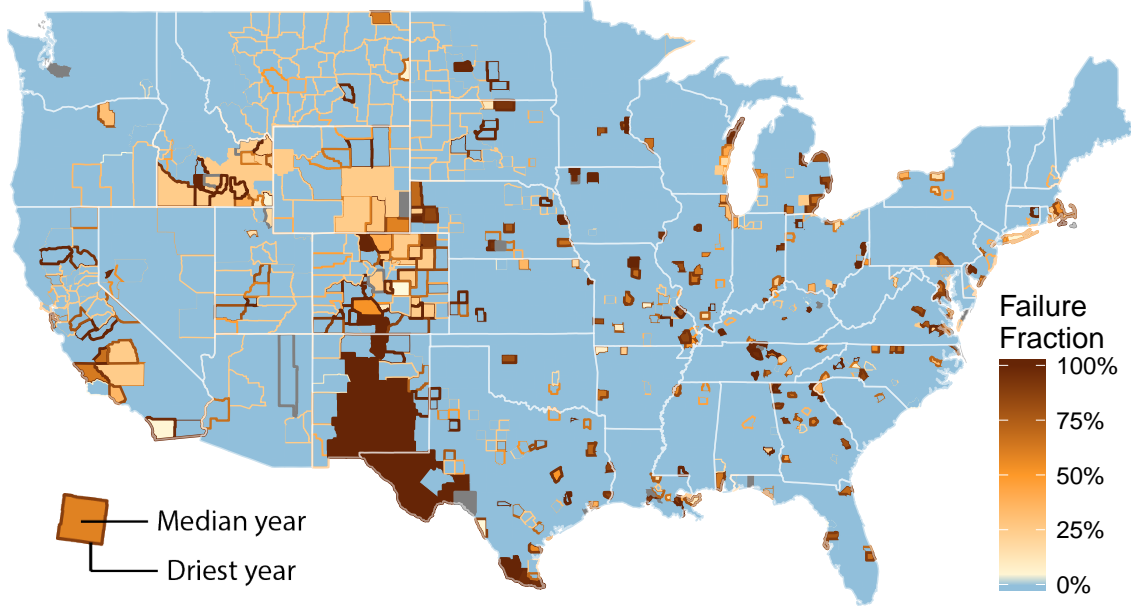 Failure
Fraction
100%
75%
50%
25%
0%
Median year
Driest year